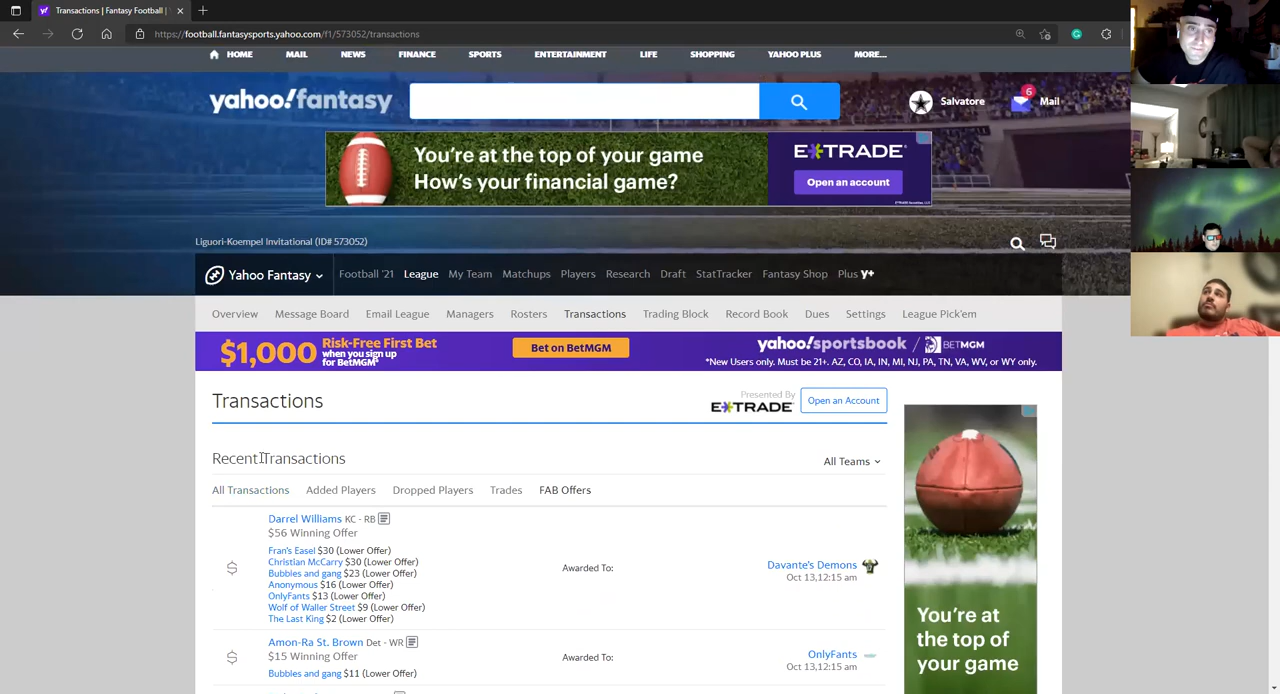 Transactions | Fantasy Football
https://football.fantasysports.yahoo.com/f1/573052/transactions
HOME MAIL NEWS FINANCE SPORTS ENTERTAINMENT LIFE SHOPPING YAHOO PLUS MORE...
yahoo!fantasy
Salvatore
6
Mail
You're at the top of your game
How's your financial game?
E*TRADE
Open an account
Liguori-Koempel Invitational (ID# 573052)
Yahoo Fantasy Football '21 League My Team Matchups Players Research Draft StatTracker Fantasy Shop Plus y+
Overview Message Board Email League Managers Rosters Transactions Trading Block Record Book Dues Settings League Pick'em
$1,000 Risk-Free First Bet
when you sign up
for BetMGM*
Bet on BetMGM
yahoo!sportsbook / BETMGM
*New Users only. Must be 21+. AZ, CO, IA, IN, MI, NJ, PA, TN, VA, WV, or WY only.
Transactions
Presented By
E*TRADE
Open an Account
Recent Transactions
All Teams
All Transactions Added Players Dropped Players Trades FAB Offers
Darrel Williams KC - RB
$56 Winning Offer
Fran's Easel $30 (Lower Offer)
Christian McCarry $30 (Lower Offer)
Bubbles and gang $23 (Lower Offer)
Anonymous $16 (Lower Offer)
OnlyFants $13 (Lower Offer)
Wolf of Waller Street $9 (Lower Offer)
The Last King $2 (Lower Offer)
Awarded To:
Davante's Demons
Oct 13,12:15 am
Amon-Ra St. Brown Det - WR
$15 Winning Offer
Bubbles and gang $11 (Lower Offer)
Awarded To:
OnlyFants
Oct 13,12:15 am
You're at
the top of
your game